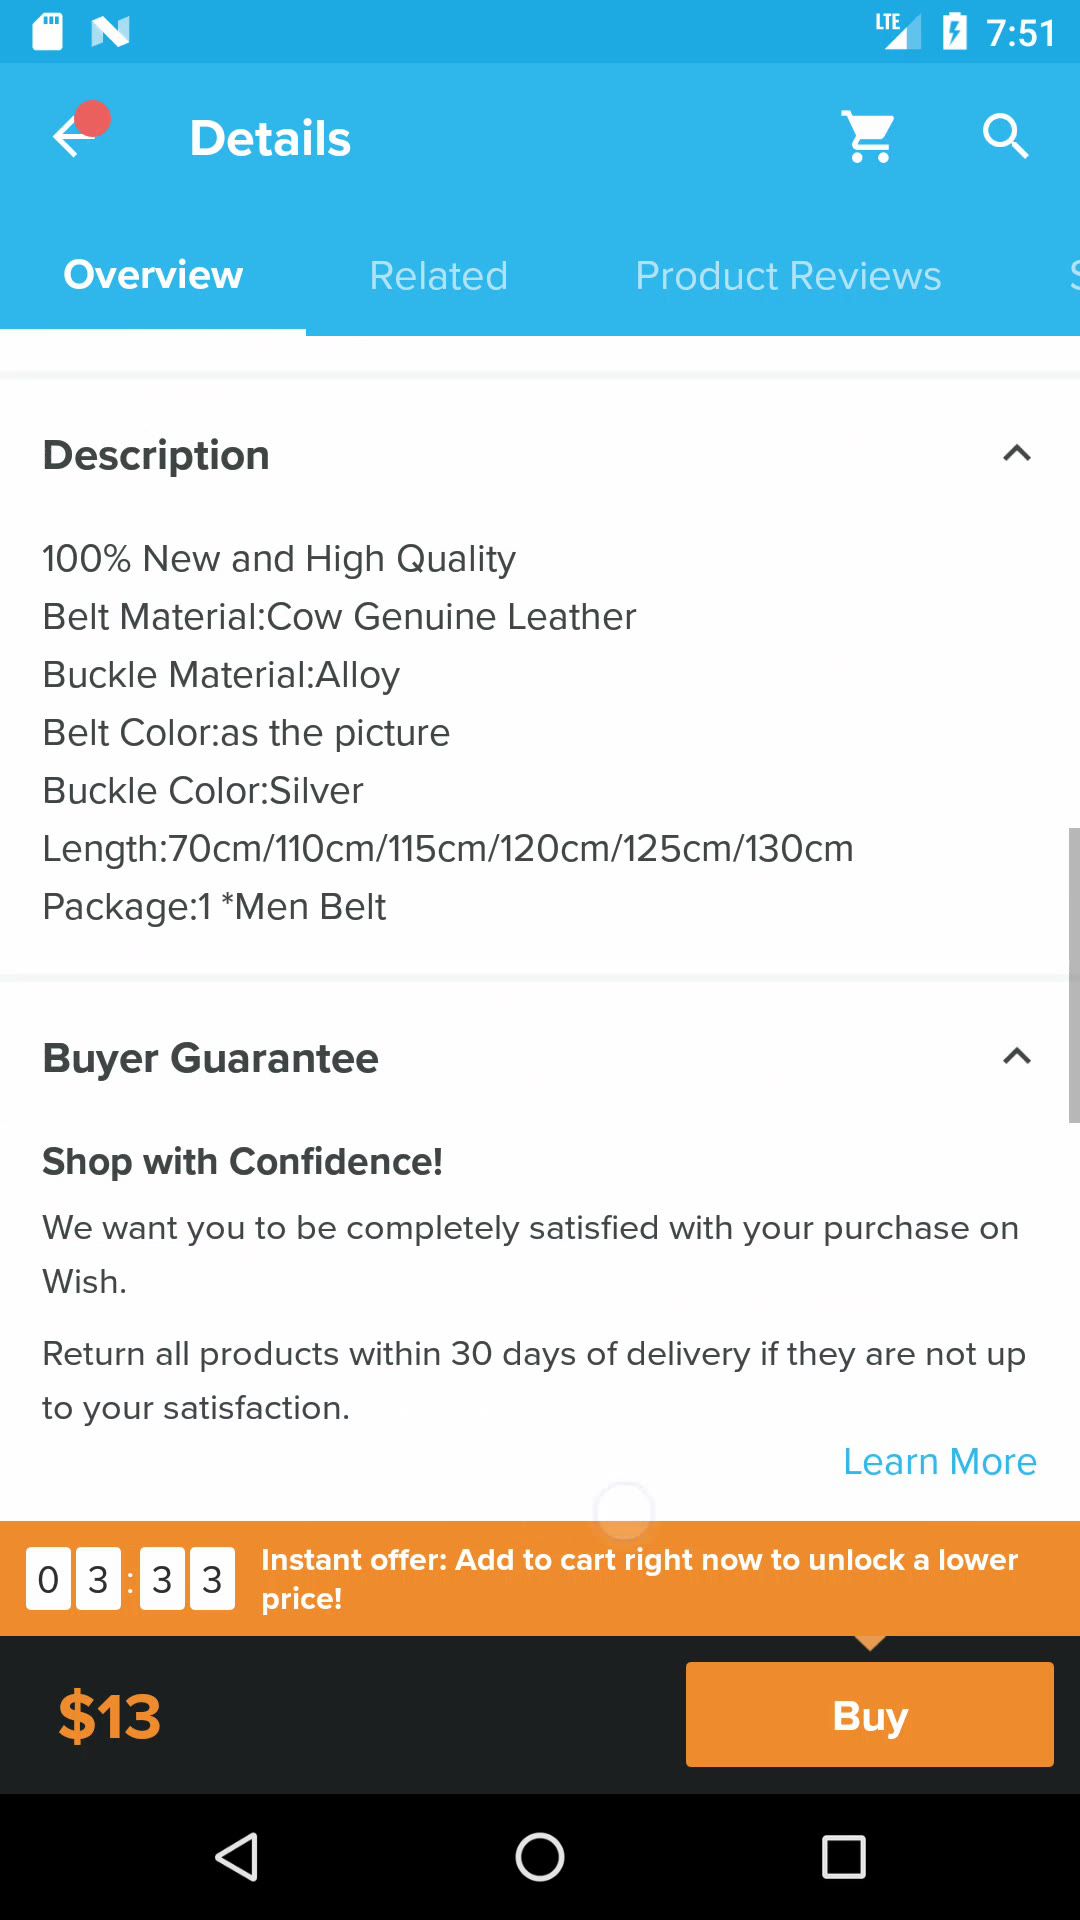 LTE 7:51
Details
Overview Related Product Reviews S
Description
100% New and High Quality
Belt Material:Cow Genuine Leather
Buckle Material:Alloy
Belt Color:as the picture
Buckle Color:Silver
Length:70cm/110cm/115cm/120cm/125cm/130cm
Package:1 *Men Belt
Buyer Guarantee
Shop with Confidence!
We want you to be completely satisfied with your purchase on
Wish.
Return all products within 30 days of delivery if they are not up
to your satisfaction.
Learn More
03:33 Instant offer: Add to cart right now to unlock a lower
price!
$13 Buy